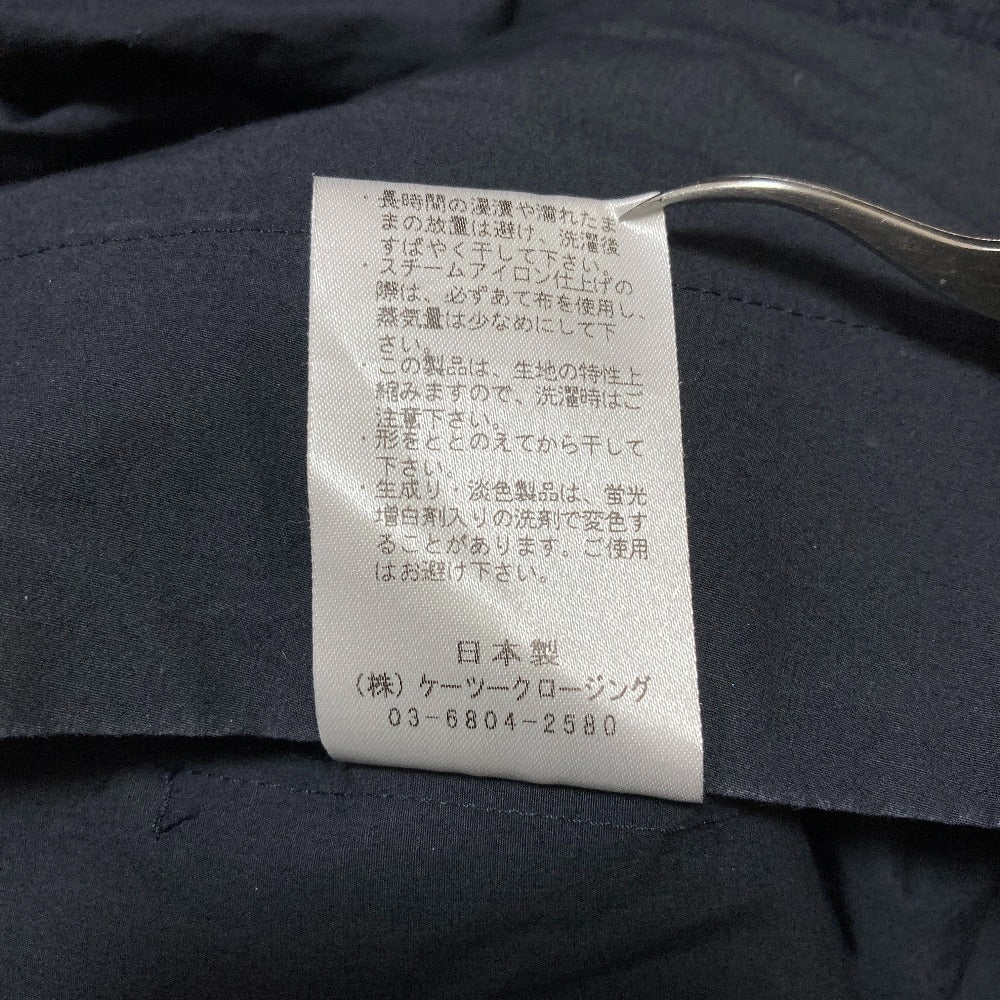 ・長時間の浸漬や濡れたま
まの放置は避け、洗濯後
すばやく干して下さい。
・スチームアイロン仕上げの
際は、必ずあて布を使用し、
蒸気量は少なめにして下
さい。
・この製品は、生地の特性上
縮みますので、洗濯時はご
注意下さい。
・形をととのえてから干して
下さい。
・生成り・淡色製品は、蛍光
増白剤入りの洗剤で変色す
ることがあります。ご使用
はお避け下さい。
日本製
(株)ケーツークロージング
03-6804-2580